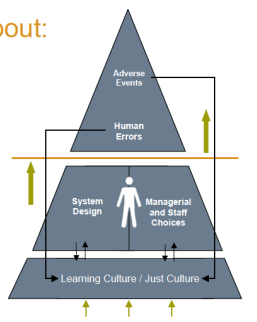 out:
Adverse
Events
Human
Errors
System
Design
Managerial
and Staff
Choices
Learning Culture / Just Culture